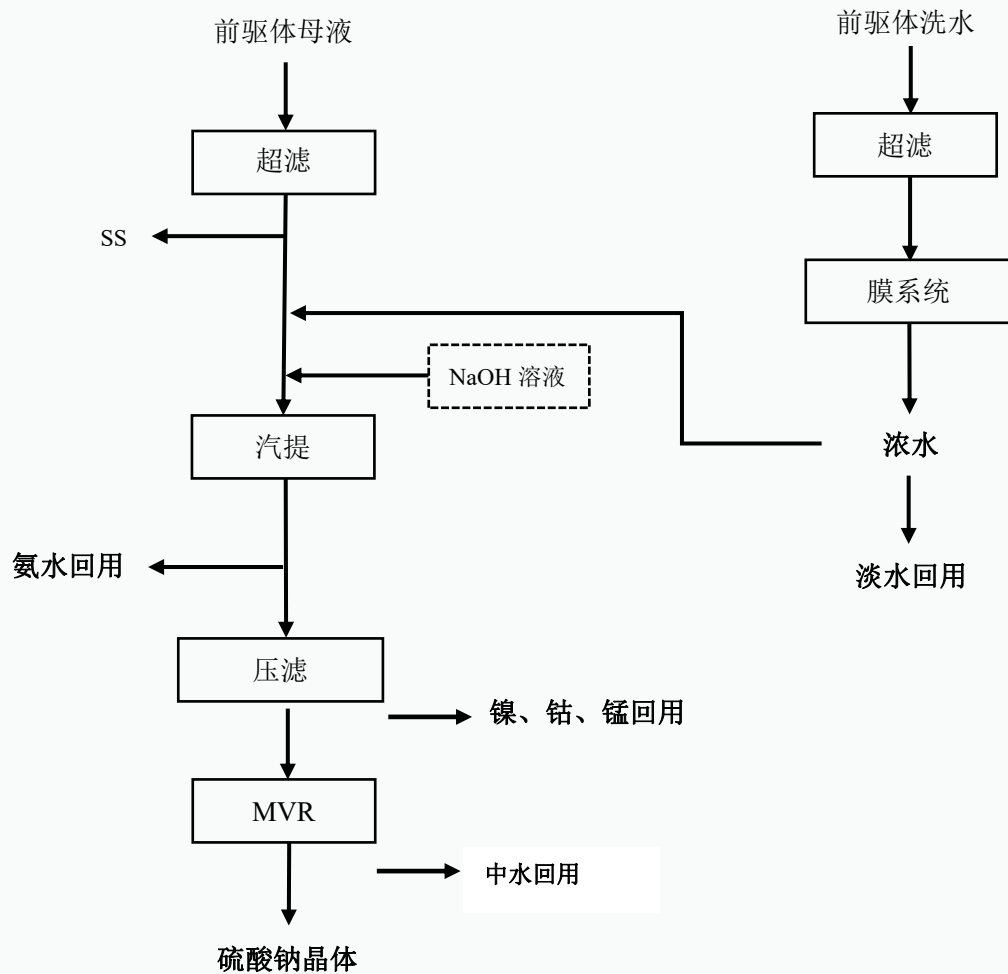 前驱体母液
前驱体洗水
超滤
超滤
SS
膜系统
NaOH 溶液
汽提
浓水
氨水回用
淡水回用
压滤
镍、钴、锰回用
MVR
中水回用
硫酸钠晶体